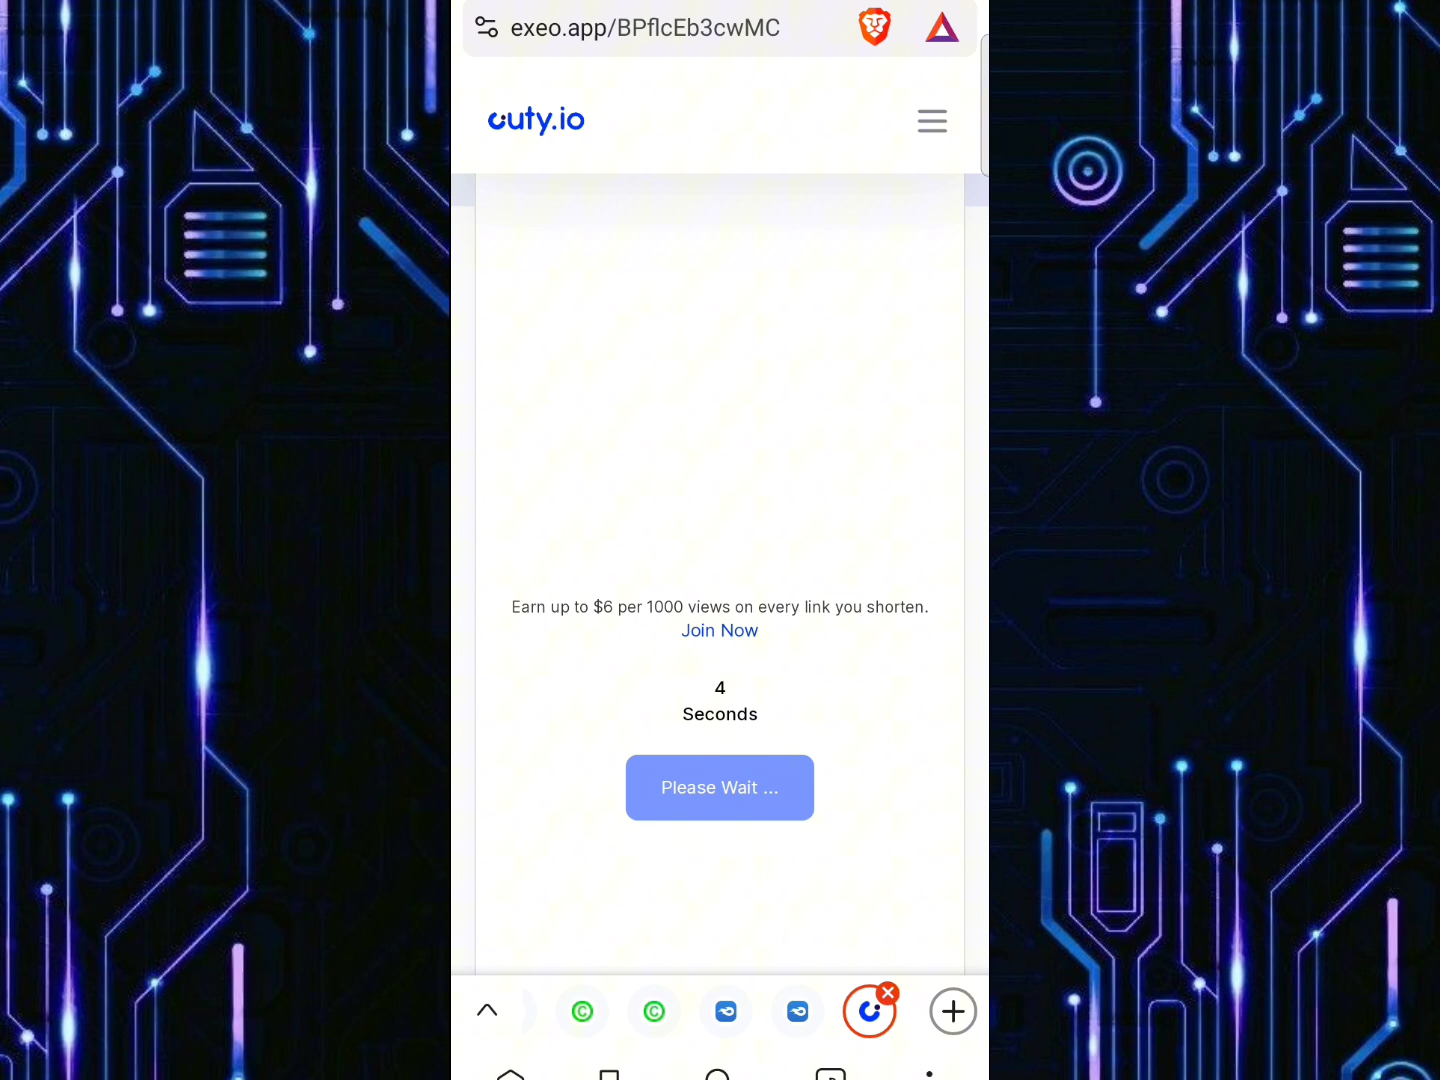 exeo.app/BPflcEb3cwMC
cuty.io
Earn up to $6 per 1000 views on every link you shorten.
Join Now
4
Seconds
Please Wait ...